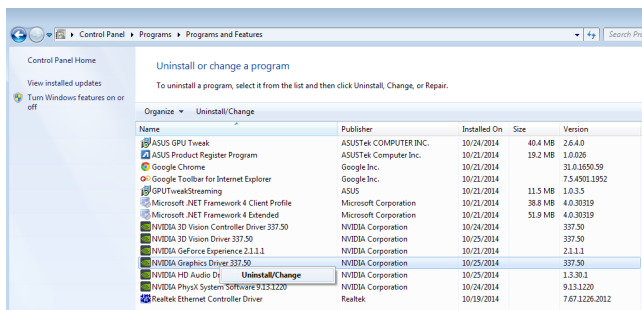 Control Panel ▸ Programs ▸ Programs and Features
Search Pro
Control Panel Home
View installed updates
Turn Windows features on or
off
Uninstall or change a program
To uninstall a program, select it from the list and then click Uninstall, Change, or Repair.
Organize Uninstall/Change
Name Publisher Installed On Size Version
ASUS GPU Tweak ASUSTek COMPUTER INC. 10/24/2014 40.4 MB 2.6.4.0
ASUS Product Register Program ASUSTek Computer Inc. 10/21/2014 19.2 MB 1.0.026
Google Chrome Google Inc. 10/21/2014 31.0.1650.59
Google Toolbar for Internet Explorer Google Inc. 10/21/2014 7.5.4501.1952
GPUTweakStreaming ASUS 10/21/2014 11.5 MB 1.0.3.5
Microsoft .NET Framework 4 Client Profile Microsoft Corporation 10/21/2014 38.8 MB 4.0.30319
Microsoft .NET Framework 4 Extended Microsoft Corporation 10/21/2014 51.9 MB 4.0.30319
NVIDIA 3D Vision Controller Driver 337.50 NVIDIA Corporation 10/24/2014 337.50
NVIDIA 3D Vision Driver 337.50 NVIDIA Corporation 10/25/2014 337.50
NVIDIA GeForce Experience 2.1.1.1 NVIDIA Corporation 10/21/2014 2.1.1.1
NVIDIA Graphics Driver 337.50 NVIDIA Corporation 10/25/2014 337.50
NVIDIA HD Audio Dr Uninstall/Change NVIDIA Corporation 10/25/2014 1.3.30.1
NVIDIA PhysX System Software 9.13.1220 NVIDIA Corporation 10/24/2014 9.13.1220
Realtek Ethernet Controller Driver Realtek 10/19/2014 7.67.1226.2012